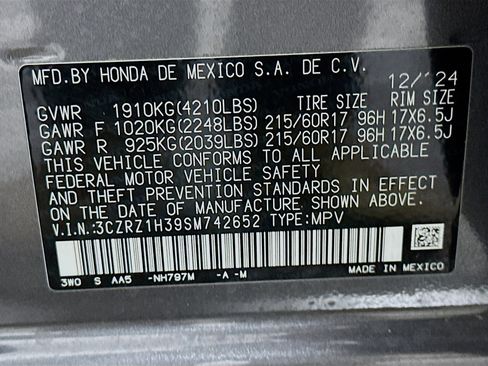 MFD.BY HONDA DE MEXICO S.A. DE C.V.
12/'24
GVWR 1910KG(4210LBS) TIRE SIZE RIM SIZE
GAWR F 1020KG(2248LBS) 215/60R17 96H 17X6.5J
GAWR R 925KG(2039LBS) 215/60R17 96H 17X6.5J
THIS VEHICLE CONFORMS TO ALL APPLICABLE
FEDERAL MOTOR VEHICLE SAFETY
AND THEFT PREVENTION STANDARDS IN EFFECT
ON THE DATE OF MANUFACTURE SHOWN ABOVE.
V.I.N.:3CZRZ1H39SM742652 TYPE:MPV
3W0 S AA5 -NH797M -A -M